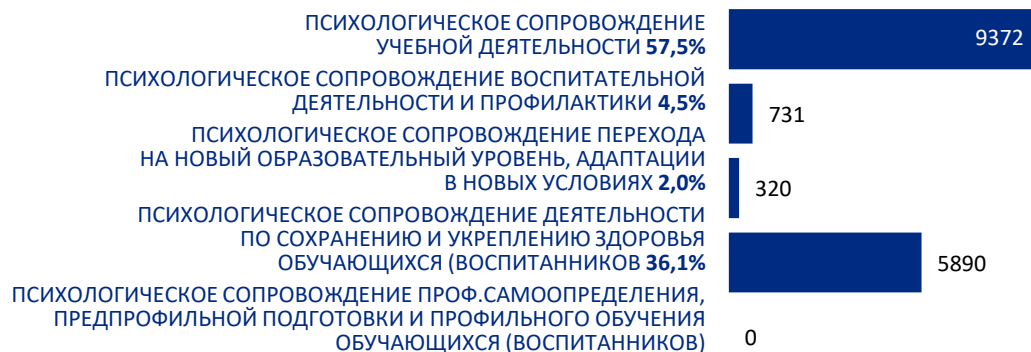 ПСИХОЛОГИЧЕСКОЕ СОПРОВОЖДЕНИЕ
УЧЕБНОЙ ДЕЯТЕЛЬНОСТИ 57,5%
9372
ПСИХОЛОГИЧЕСКОЕ СОПРОВОЖДЕНИЕ ВОСПИТАТЕЛЬНОЙ
ДЕЯТЕЛЬНОСТИ И ПРОФИЛАКТИКИ 4,5%
731
ПСИХОЛОГИЧЕСКОЕ СОПРОВОЖДЕНИЕ ПЕРЕХОДА
НА НОВЫЙ ОБРАЗОВАТЕЛЬНЫЙ УРОВЕНЬ, АДАПТАЦИИ
В НОВЫХ УСЛОВИЯХ 2,0%
320
ПСИХОЛОГИЧЕСКОЕ СОПРОВОЖДЕНИЕ ДЕЯТЕЛЬНОСТИ
ПО СОХРАНЕНИЮ И УКРЕПЛЕНИЮ ЗДОРОВЬЯ
ОБУЧАЮЩИХСЯ (ВОСПИТАННИКОВ 36,1%
5890
ПСИХОЛОГИЧЕСКОЕ СОПРОВОЖДЕНИЕ ПРОФ.САМООПРЕДЕЛЕНИЯ,
ПРЕДПРОФИЛЬНОЙ ПОДГОТОВКИ И ПРОФИЛЬНОГО ОБУЧЕНИЯ
ОБУЧАЮЩИХСЯ (ВОСПИТАННИКОВ)
0